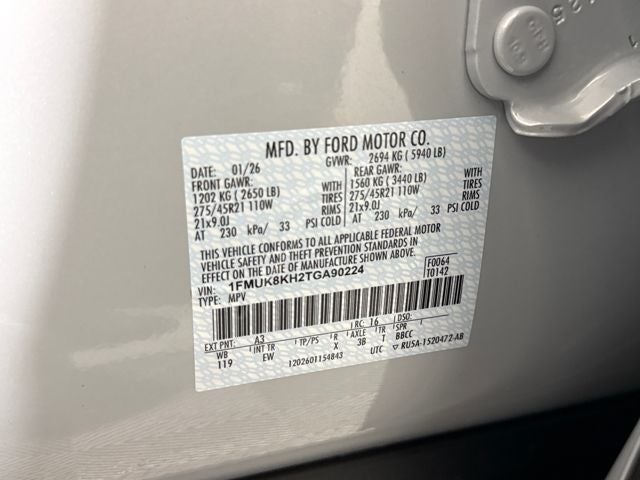 MFD. BY FORD MOTOR CO.
DATE: 01/26 GVWR: 2694 KG ( 5940 LB)
FRONT GAWR: REAR GAWR:
1202 KG ( 2650 LB) WITH 1560 KG ( 3440 LB) WITH
275/45R21 110W TIRES 275/45R21 110W TIRES
21x9.0J RIMS 21x9.0J RIMS
AT 230 kPa/ 33 PSI COLD AT 230 kPa/ 33 PSI COLD
THIS VEHICLE CONFORMS TO ALL APPLICABLE FEDERAL MOTOR
VEHICLE SAFETY AND THEFT PREVENTION STANDARDS IN
EFFECT ON THE DATE OF MANUFACTURE SHOWN ABOVE.
VIN: 1FMUK8KH2TGA90224 F0064
TYPE: MPV T0142
EXT PNT: A3 RC: 16 DSO:
WB INT TR TP/PS R AXLE TR SPR
119 EW X 3B T BBCC
1202601154843 UTC ▽ RU5A-1520472-AB